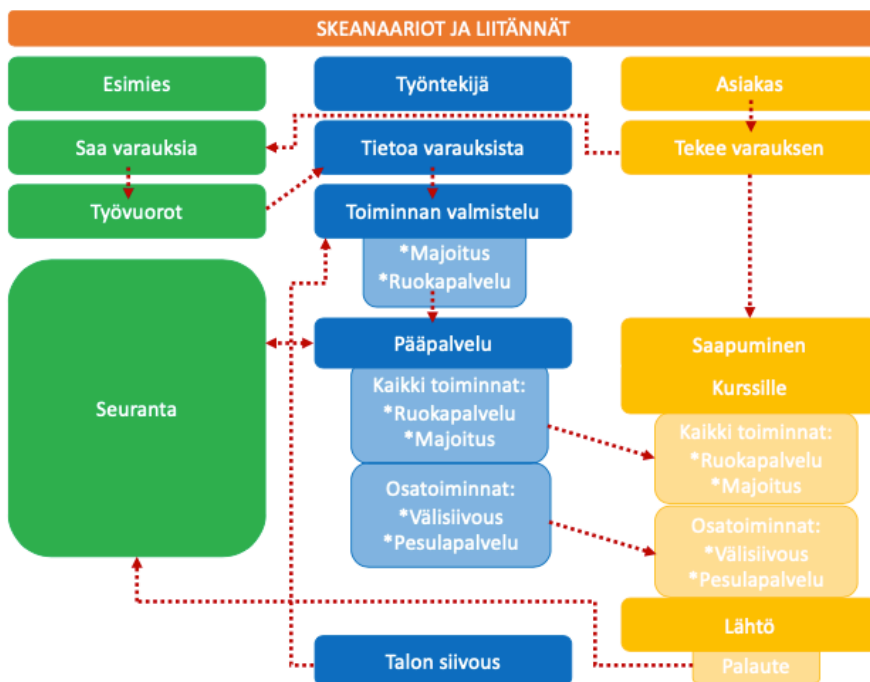 SKEANAARIOT JA LIITÄNNÄT
Esimies
Työntekijä
Asiakas
Saa varauksia
Tietoa varauksista
Tekee varauksen
Työvuorot
Toiminnan valmistelu
*Majoitus
*Ruokapalvelu
Seuranta
Pääpalvelu
Kaikki toiminnat:
*Ruokapalvelu
*Majoitus
Osatoiminnat:
*Välisiivous
*Pesulapalvelu
Talon siivous
Saapuminen
Kurssille
Kaikki toiminnat:
*Ruokapalvelu
*Majoitus
Osatoiminnat:
*Välisiivous
*Pesulapalvelu
Lähtö
Palaute